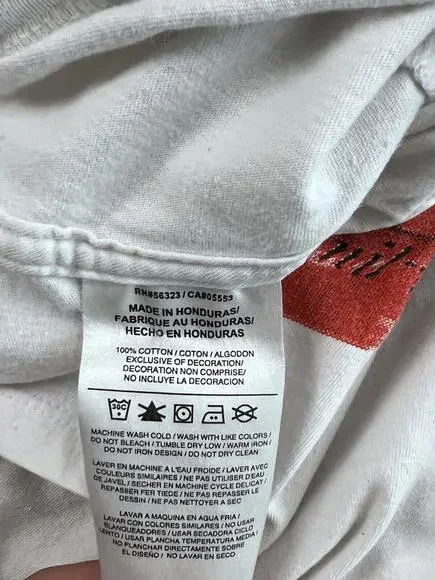 RN#56323 / CA#05553
MADE IN HONDURAS/
FABRIQUE AU HONDURAS/
HECHO EN HONDURAS
100% COTTON / COTON / ALGODON
EXCLUSIVE OF DECORATION/
DECORATION NON COMPRISE/
NO INCLUYE LA DECORACION
30C
MACHINE WASH COLD / WASH WITH LIKE COLORS /
DO NOT BLEACH / TUMBLE DRY LOW / WARM IRON /
DO NOT IRON DESIGN / DO NOT DRY CLEAN
LAVER EN MACHINE A L'EAU FROIDE / LAVER AVEC
COULEURS SIMILAIRES / NE PAS UTILISER D'EAU
DE JAVEL / SECHER EN MACHINE CYCLE DELICAT /
REPASSER FER TIEDE / NE PAS REPASSER LE
DESSIN / NE PAS NETTOYER A SEC
LAVAR A MAQUINA EN AGUA FRIA /
LAVAR CON COLORES SIMILARES / NO USAR
BLANQUEADORES / USAR SECADORA CICLO
LENTO / USAR PLANCHA TEMPERATURA MEDIA /
NO PLANCHAR DIRECTAMENTE SOBRE
EL DISEÑO / NO LAVAR EN SECO